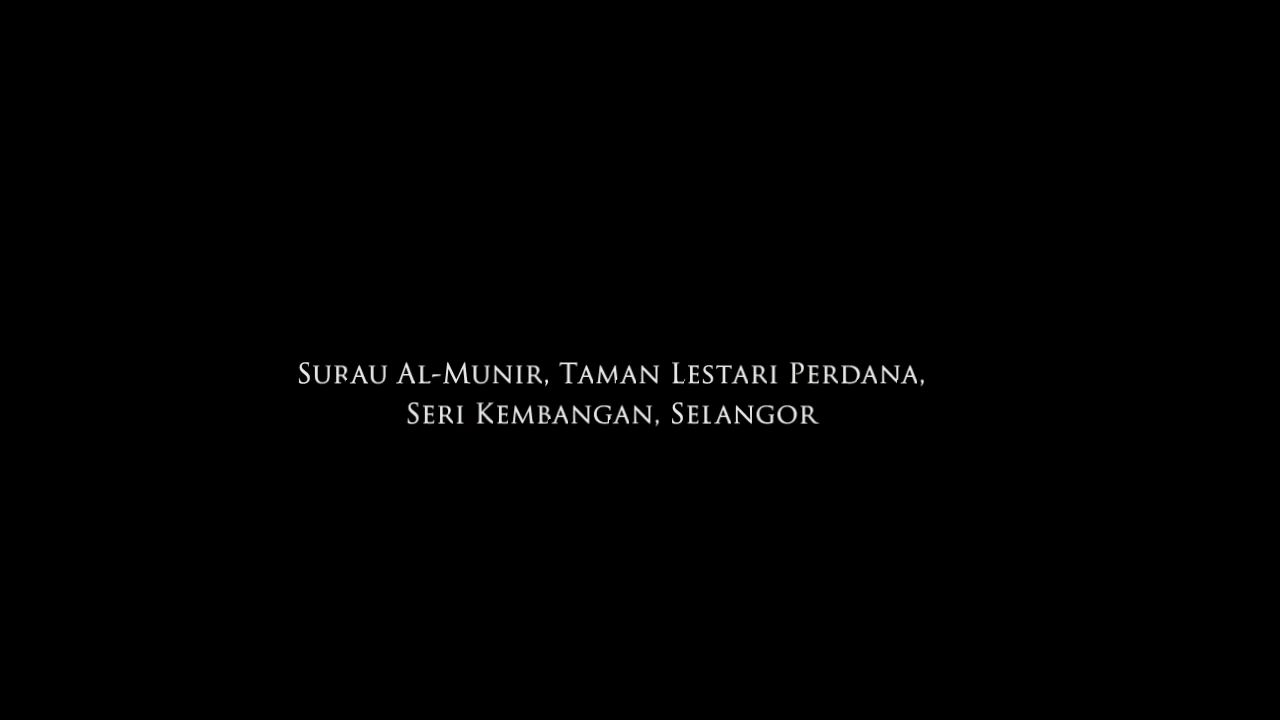 Surau Al-Munir, Taman Lestari Perdana,
Seri Kembangan, Selangor